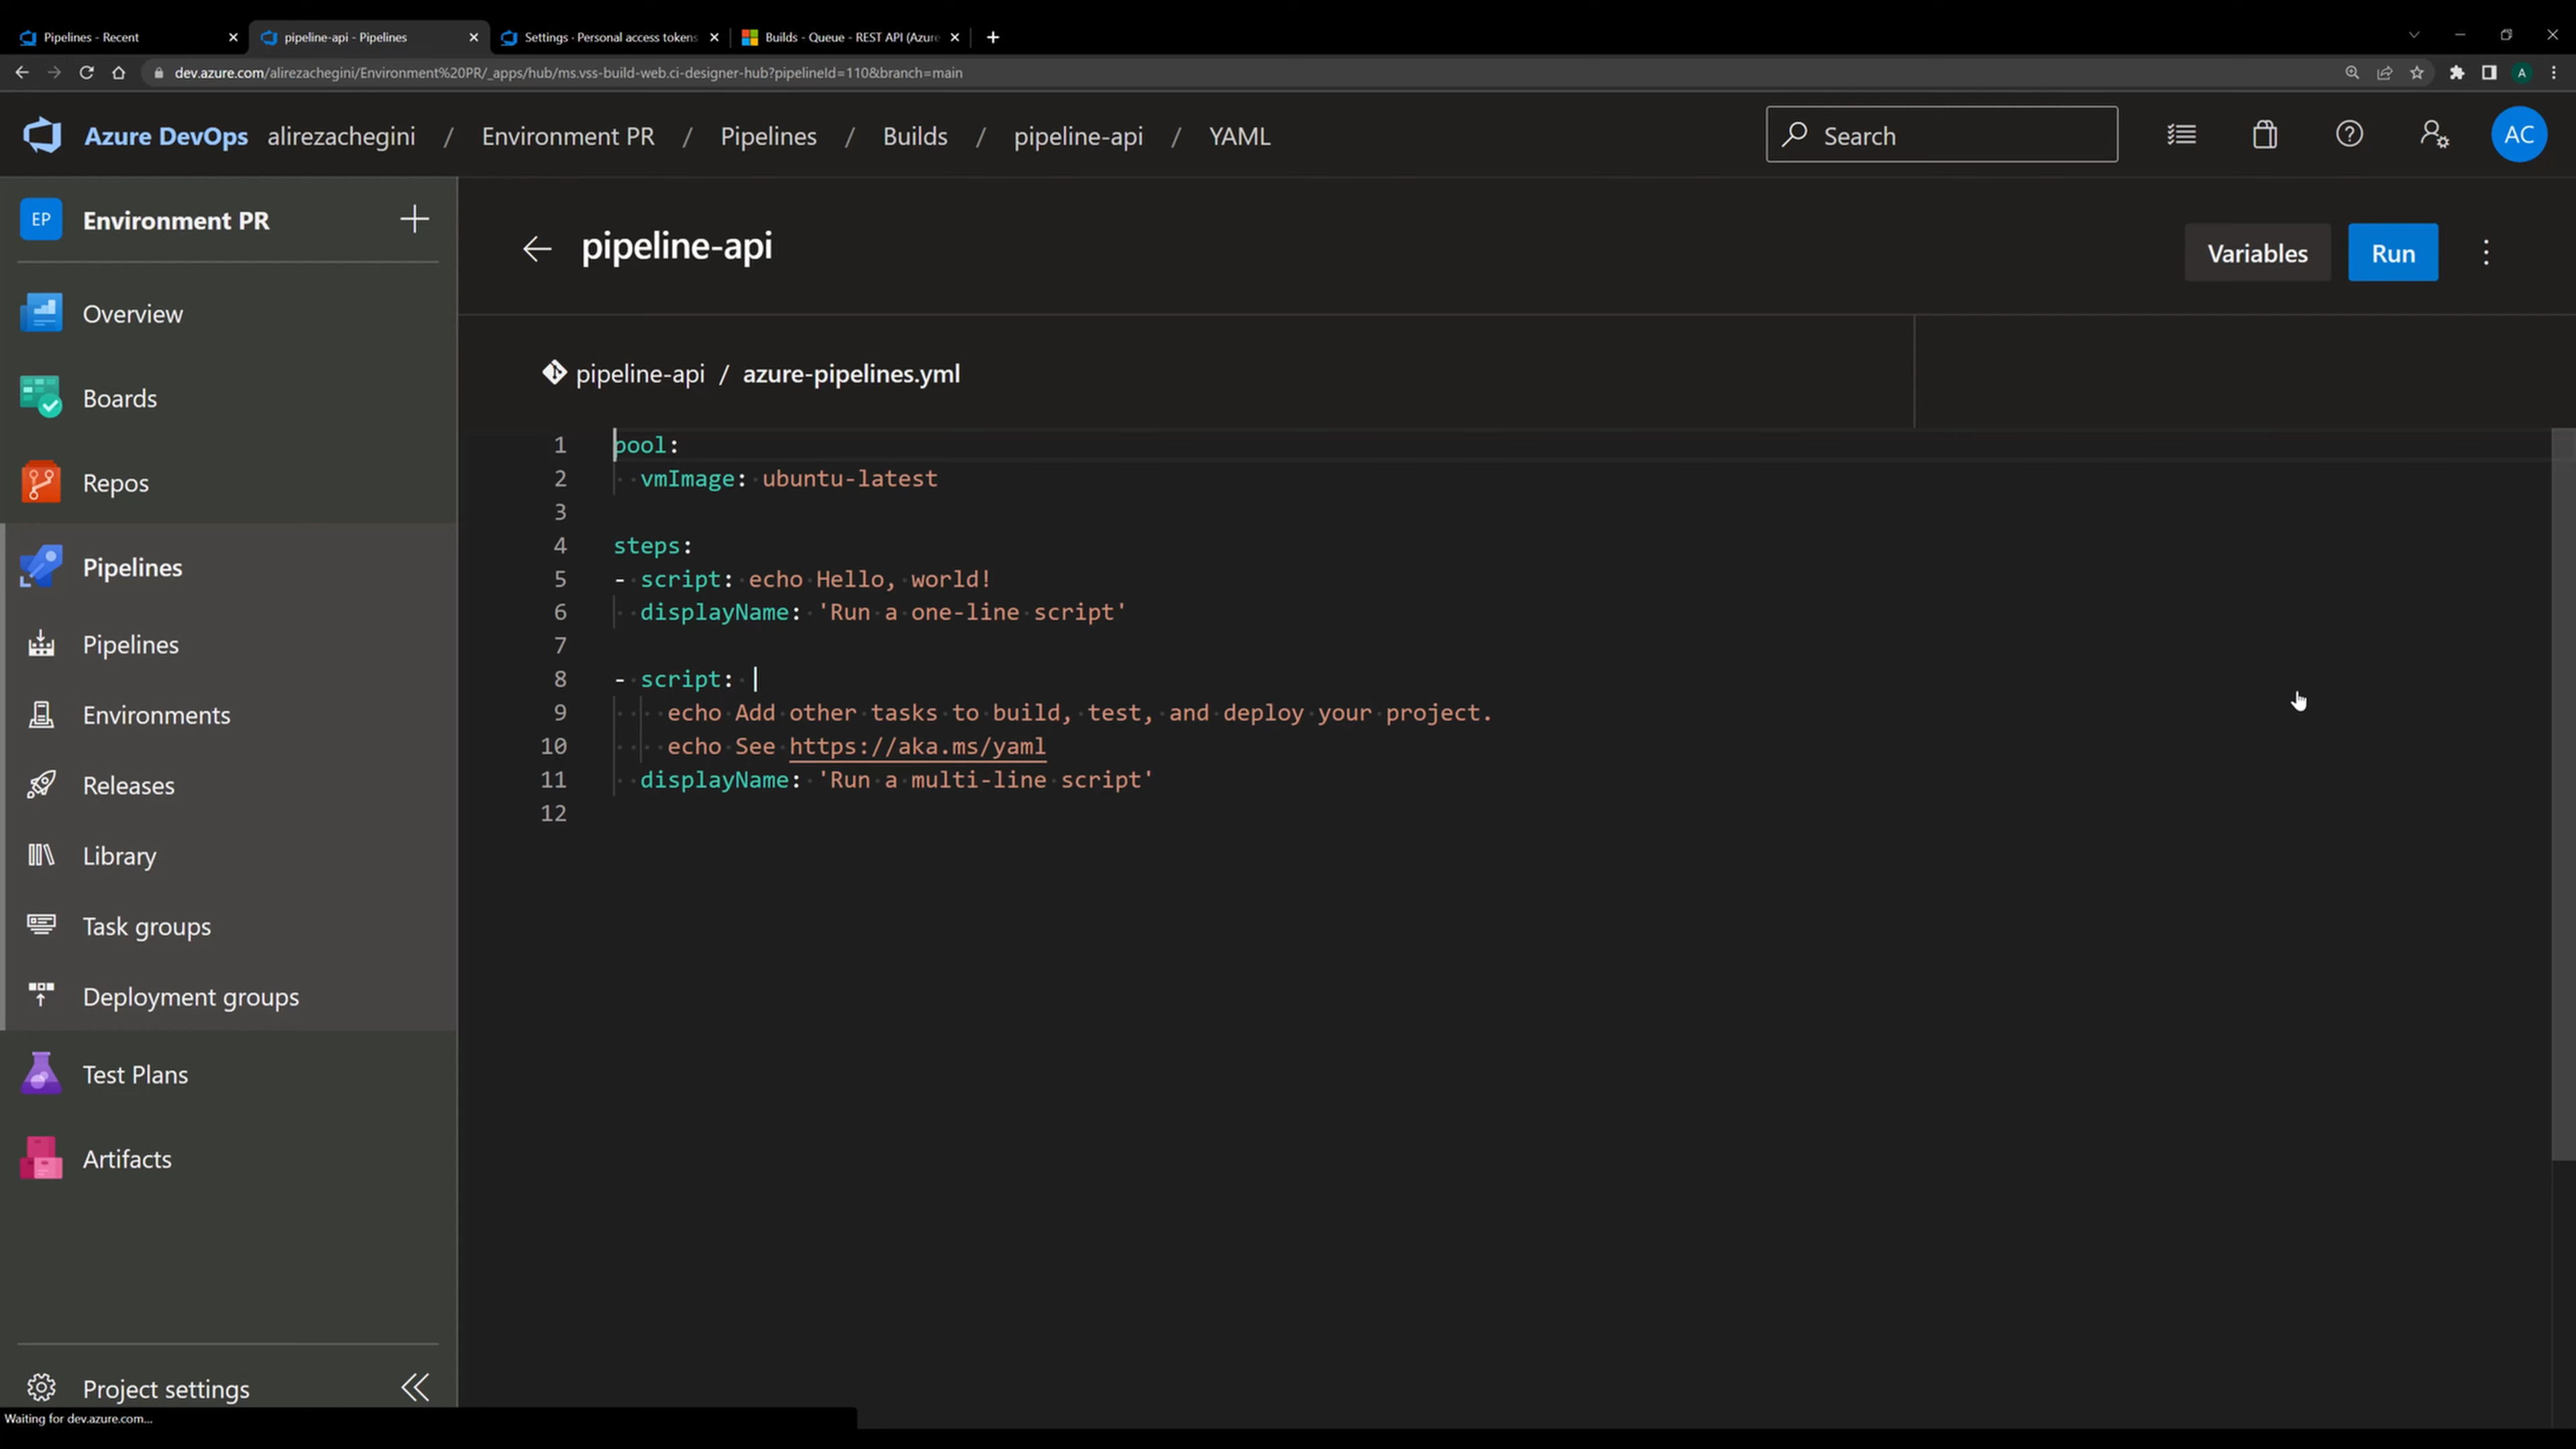 Pipelines - Recent
pipeline-api - Pipelines
Settings · Personal access tokens
Builds - Queue - REST API (Azure
dev.azure.com/alirezachegini/Environment%20PR/_apps/hub/ms.vss-build-web.ci-designer-hub?pipelineId=110&branch=main
A
Azure DevOps alirezachegini / Environment PR / Pipelines / Builds / pipeline-api / YAML
Search
AC
EP Environment PR
pipeline-api
Variables
Run
Overview
Boards
Repos
Pipelines
Pipelines
Environments
Releases
Library
Task groups
Deployment groups
Test Plans
Artifacts
Project settings
pipeline-api / azure-pipelines.yml
1 pool:
2   vmImage: ubuntu-latest
3
4 steps:
5 - script: echo Hello, world!
6   displayName: 'Run a one-line script'
7
8 - script: |
9     echo Add other tasks to build, test, and deploy your project.
10     echo See https://aka.ms/yaml
11   displayName: 'Run a multi-line script'
12
Waiting for dev.azure.com...